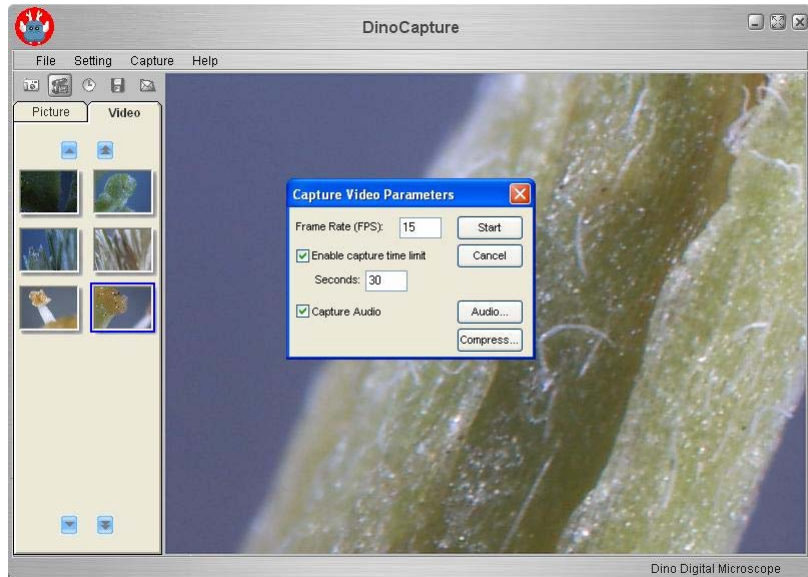 DinoCapture
File Setting Capture Help
Picture Video
Capture Video Parameters
Frame Rate (FPS): 15 Start
Enable capture time limit Cancel
Seconds: 30
Capture Audio Audio...
Compress...
Dino Digital Microscope